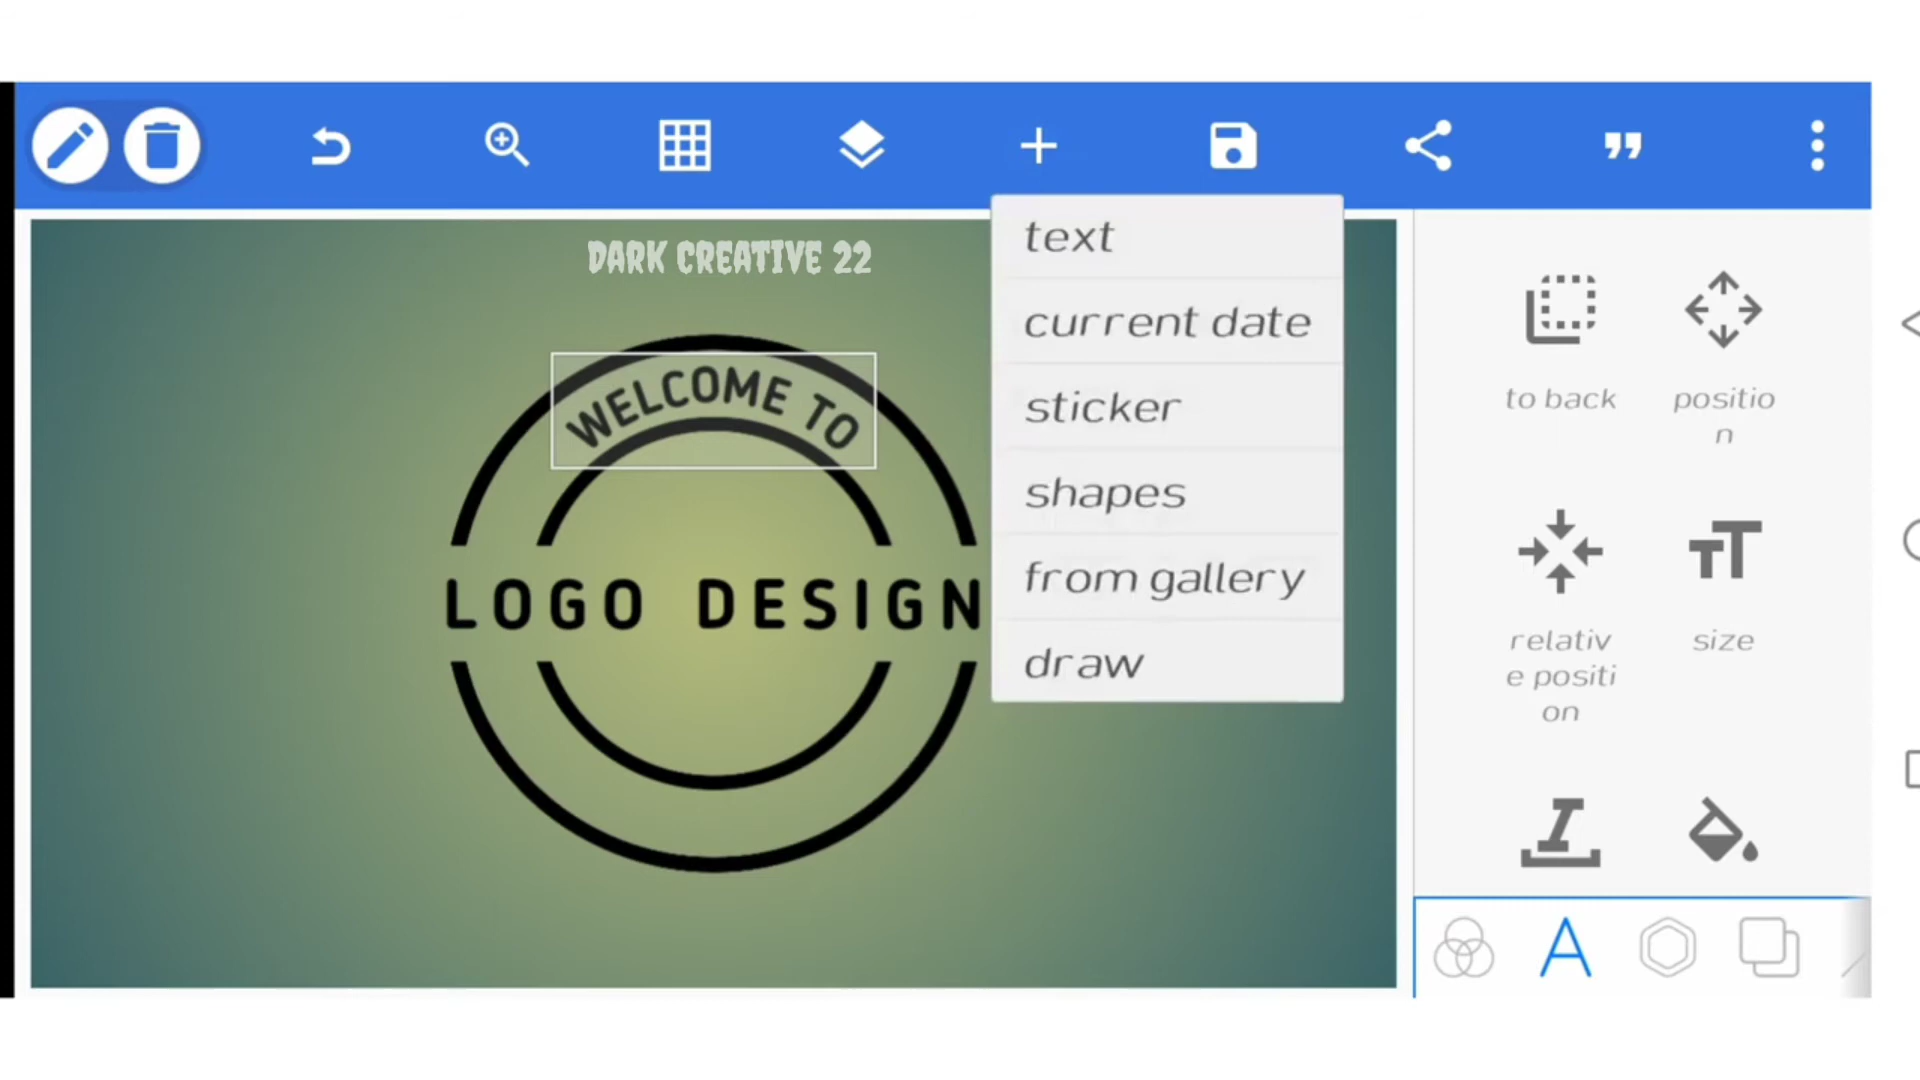 DARK CREATIVE 22
WELCOME TO
LOGO DESIGN
text
current date
sticker
shapes
from gallery
draw
to back
positio
n
relativ
e positi
on
size